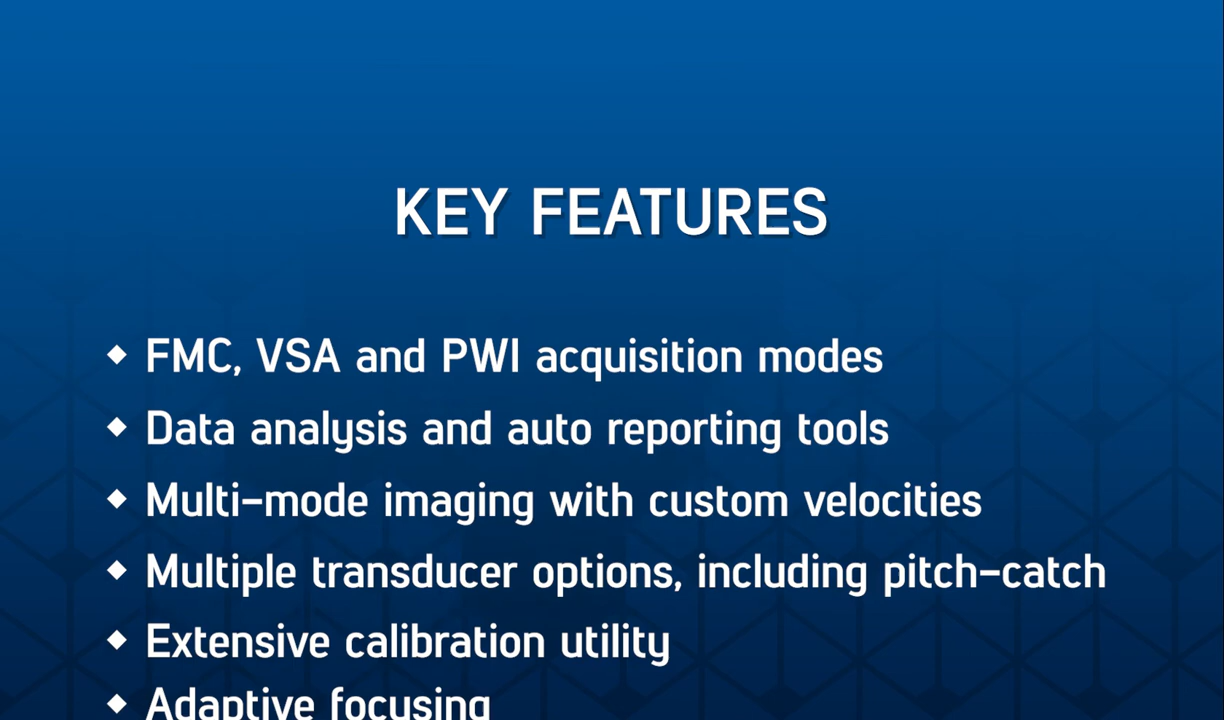 KEY FEATURES
◆ FMC, VSA and PWI acquisition modes
◆ Data analysis and auto reporting tools
◆ Multi-mode imaging with custom velocities
◆ Multiple transducer options, including pitch-catch
◆ Extensive calibration utility
◆ Adaptive focusing